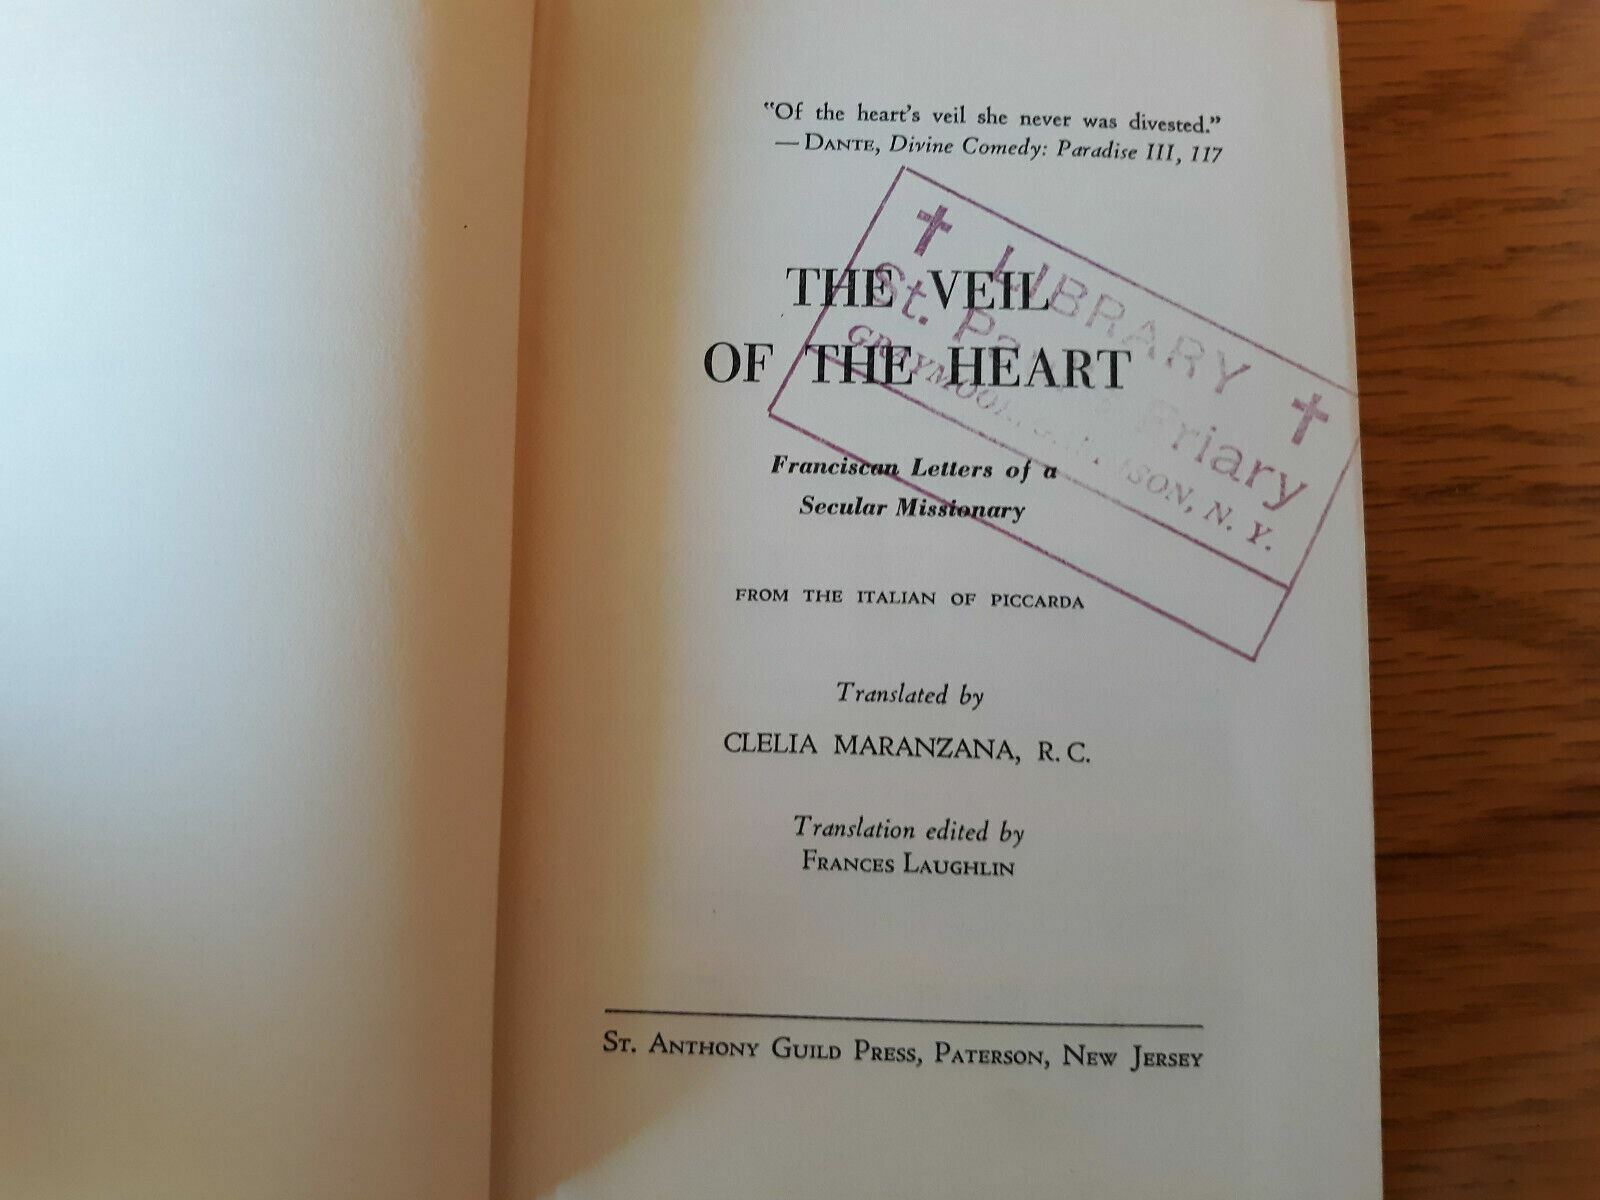 “Of the heart’s veil she never was divested.”
— DANTE, Divine Comedy: Paradise III, 117
THE VEIL
OF THE HEART
Franciscan Letters of a
Secular Missionary
FROM THE ITALIAN OF PICCARDA
Translated by
CLELIA MARANZANA, R. C.
Translation edited by
FRANCES LAUGHLIN
ST. ANTHONY GUILD PRESS, PATERSON, NEW JERSEY
✝ LIBRARY ✝
St. Friary
GRAYMOOR, N. Y.